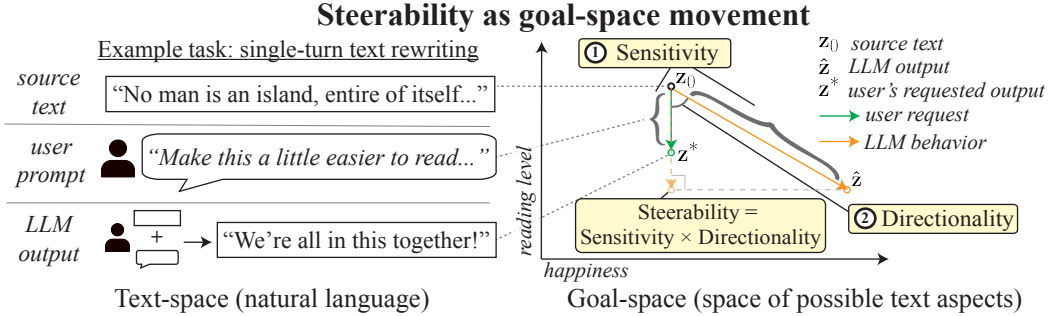 Steerability as goal-space movement
Example task: single-turn text rewriting
source
text
“No man is an island, entire of itself...”
user
prompt
“Make this a little easier to read...”
LLM
output
+
“We’re all in this together!”
Text-space (natural language)
1 Sensitivity
z₀
z*
ẑ
reading level
happiness
Steerability =
Sensitivity × Directionality
2 Directionality
z₀ source text
ẑ LLM output
z* user's requested output
user request
LLM behavior
Goal-space (space of possible text aspects)